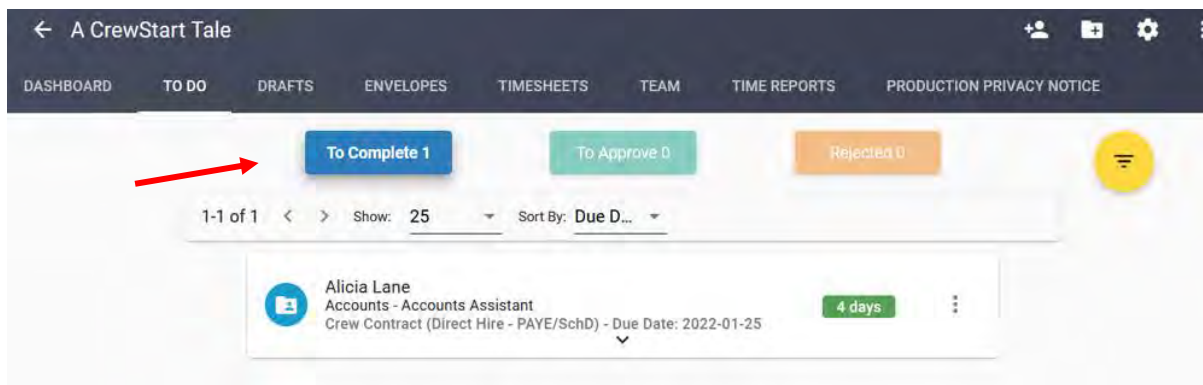 A CrewStart Tale
DASHBOARD TO DO DRAFTS ENVELOPES TIMESHEETS TEAM TIME REPORTS PRODUCTION PRIVACY NOTICE
To Complete 1 To Approve 0 Rejected 0
1-1 of 1 < > Show: 25 Sort By: Due D...
Alicia Lane
Accounts - Accounts Assistant
4 days
Crew Contract (Direct Hire - PAYE/SchD) - Due Date: 2022-01-25